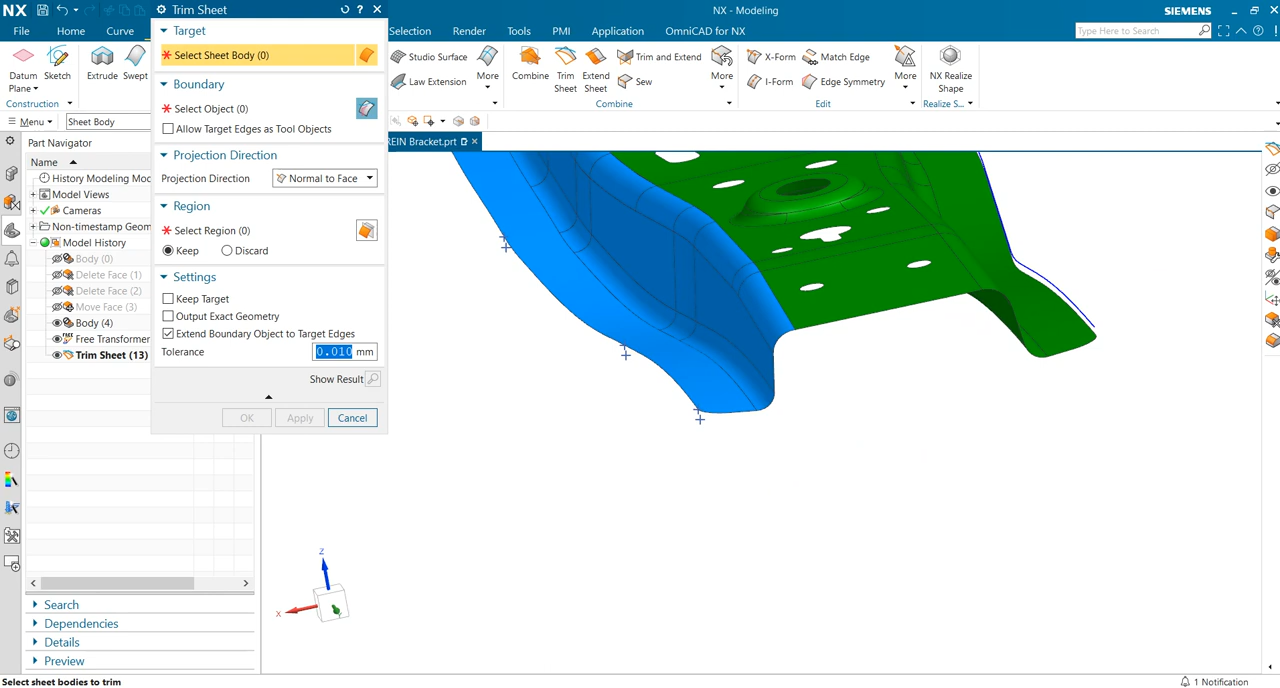 NX
Trim Sheet
NX - Modeling
SIEMENS
File
Home
Curve
Selection
Render
Tools
PMI
Application
OmniCAD for NX
Type Here to Search
Datum Plane
Sketch
Extrude
Swept
Construction
Studio Surface
Law Extension
More
Combine
Trim Sheet
Extend Sheet
Trim and Extend
Sew
More
Combine
X-Form
I-Form
Match Edge
Edge Symmetry
More
Edit
NX Realize Shape
Realize S...
Menu
Sheet Body
REIN Bracket.prt
Part Navigator
Name
History Modeling Moc
Model Views
Cameras
Non-timestamp Geom
Model History
Body (0)
Delete Face (1)
Delete Face (2)
Move Face (3)
Body (4)
Free Transformer
Trim Sheet (13)
Search
Dependencies
Details
Preview
Target
* Select Sheet Body (0)
Boundary
* Select Object (0)
Allow Target Edges as Tool Objects
Projection Direction
Projection Direction
Normal to Face
Region
* Select Region (0)
Keep
Discard
Settings
Keep Target
Output Exact Geometry
Extend Boundary Object to Target Edges
Tolerance
0.010 mm
Show Result
OK
Apply
Cancel
Z
X
Y
Select sheet bodies to trim
1 Notification